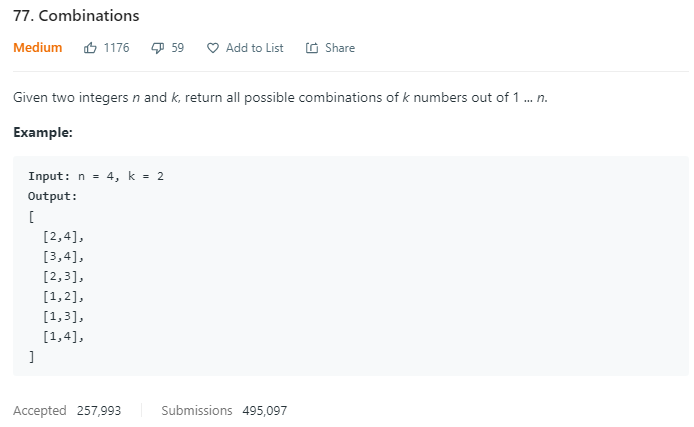 77. Combinations
Medium 1176 59 Add to List Share
Given two integers n and k, return all possible combinations of k numbers out of 1 ... n.
Example:
Input: n = 4, k = 2
Output:
[
  [2,4],
  [3,4],
  [2,3],
  [1,2],
  [1,3],
  [1,4],
]
Accepted 257,993 Submissions 495,097